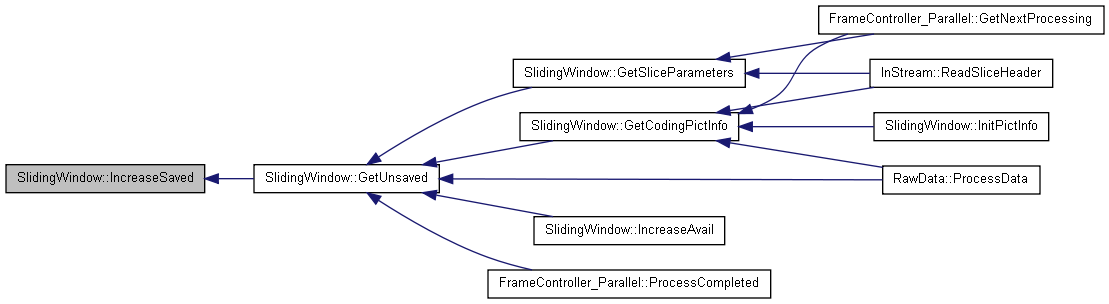 FrameController_Parallel::GetNextProcessing
SlidingWindow::GetSliceParameters
InStream::ReadSliceHeader
SlidingWindow::GetCodingPictInfo
SlidingWindow::InitPictInfo
SlidingWindow::IncreaseSaved
SlidingWindow::GetUnsaved
RawData::ProcessData
SlidingWindow::IncreaseAvail
FrameController_Parallel::ProcessCompleted